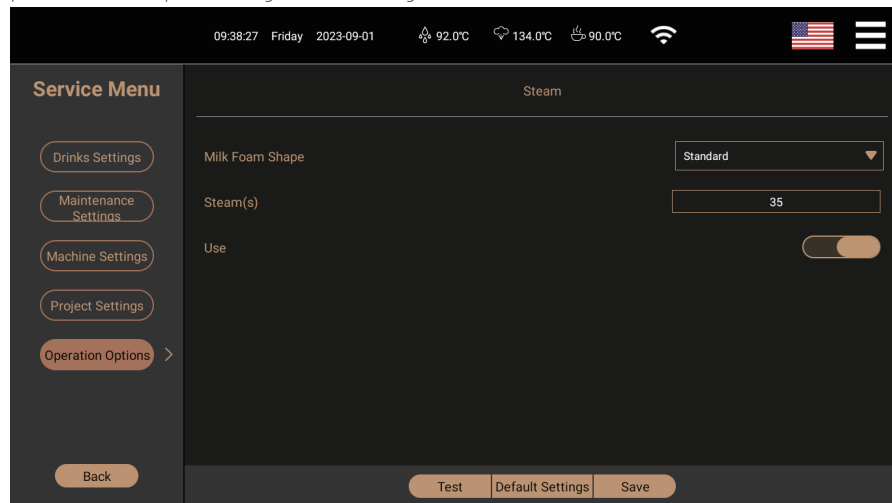 09:38:27 Friday 2023-09-01 92.0℃ 134.0℃ 90.0℃
Service Menu
Steam
Drinks Settings
Milk Foam Shape
Standard
Maintenance
Settings
Steam(s)
35
Machine Settings
Use
Project Settings
Operation Options
Back
Test
Default Settings
Save